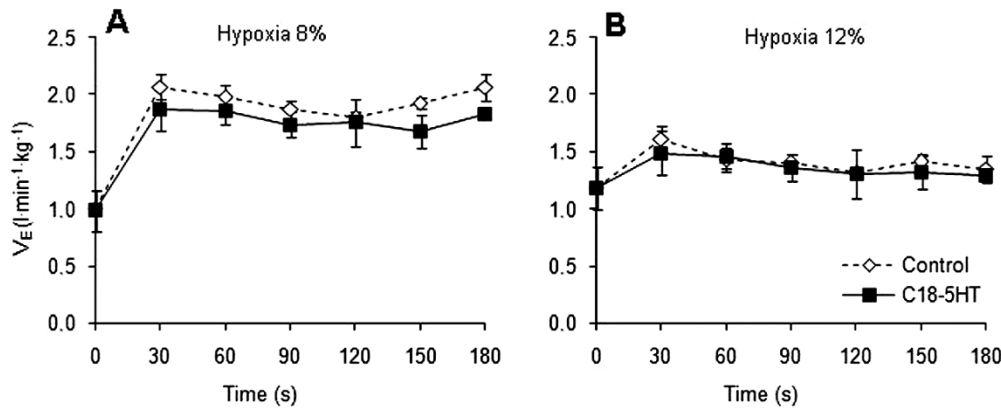 A
Hypoxia 8%
2.5
2.0
1.5
1.0
0.5
0.0
V̇E (l·min-1·kg-1)
0 30 60 90 120 150 180
Time (s)
B
Hypoxia 12%
2.5
2.0
1.5
1.0
0.5
0.0
Control
C18-5HT
0 30 60 90 120 150 180
Time (s)